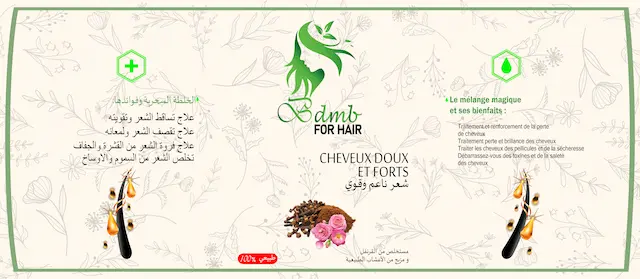 الخلطة السحرية وفوائدها:
علاج تساقط الشعر وتقويته
علاج تقصف الشعر ولمعانه
علاج فروة الشعر من القشرة والجفاف
تخلص الشعر من السموم والاوساخ
Bdmb
FOR HAIR
CHEVEUX DOUX
ET FORTS
شعر ناعم وقوي
مستخلص من القرنفل
و مزيج من الأعشاب الطبيعية
100% طبيعي
Le mélange magique
et ses bienfaits :
Traitement et renforcement de la perte
de cheveux
Traitement perte et brillance des cheveux
Traiter les cheveux des pellicules et de la sécheresse
Débarrassez-vous des toxines et de la saleté
des cheveux